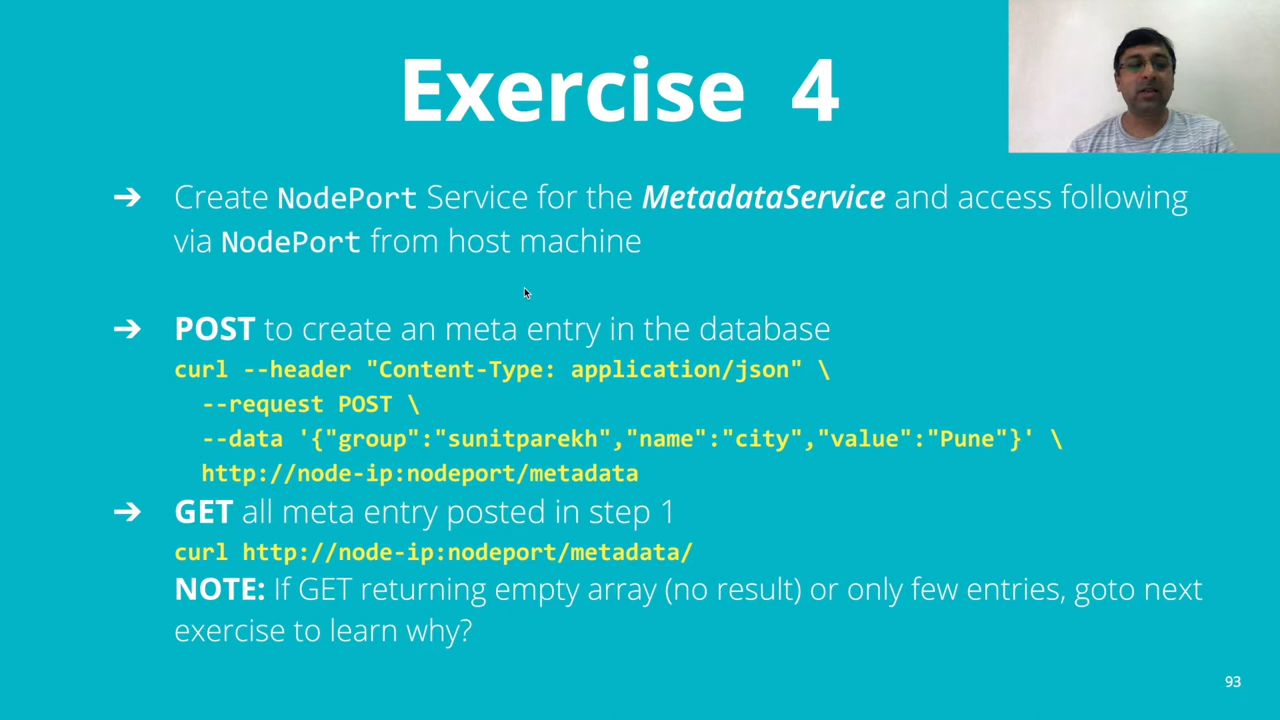 Exercise 4
➔ Create NodePort Service for the MetadataService and access following
via NodePort from host machine
➔ POST to create an meta entry in the database
curl --header "Content-Type: application/json" \
--request POST \
--data '{"group":"sunitparekh","name":"city","value":"Pune"}' \
http://node-ip:nodeport/metadata
➔ GET all meta entry posted in step 1
curl http://node-ip:nodeport/metadata/
NOTE: If GET returning empty array (no result) or only few entries, goto next
exercise to learn why?
93